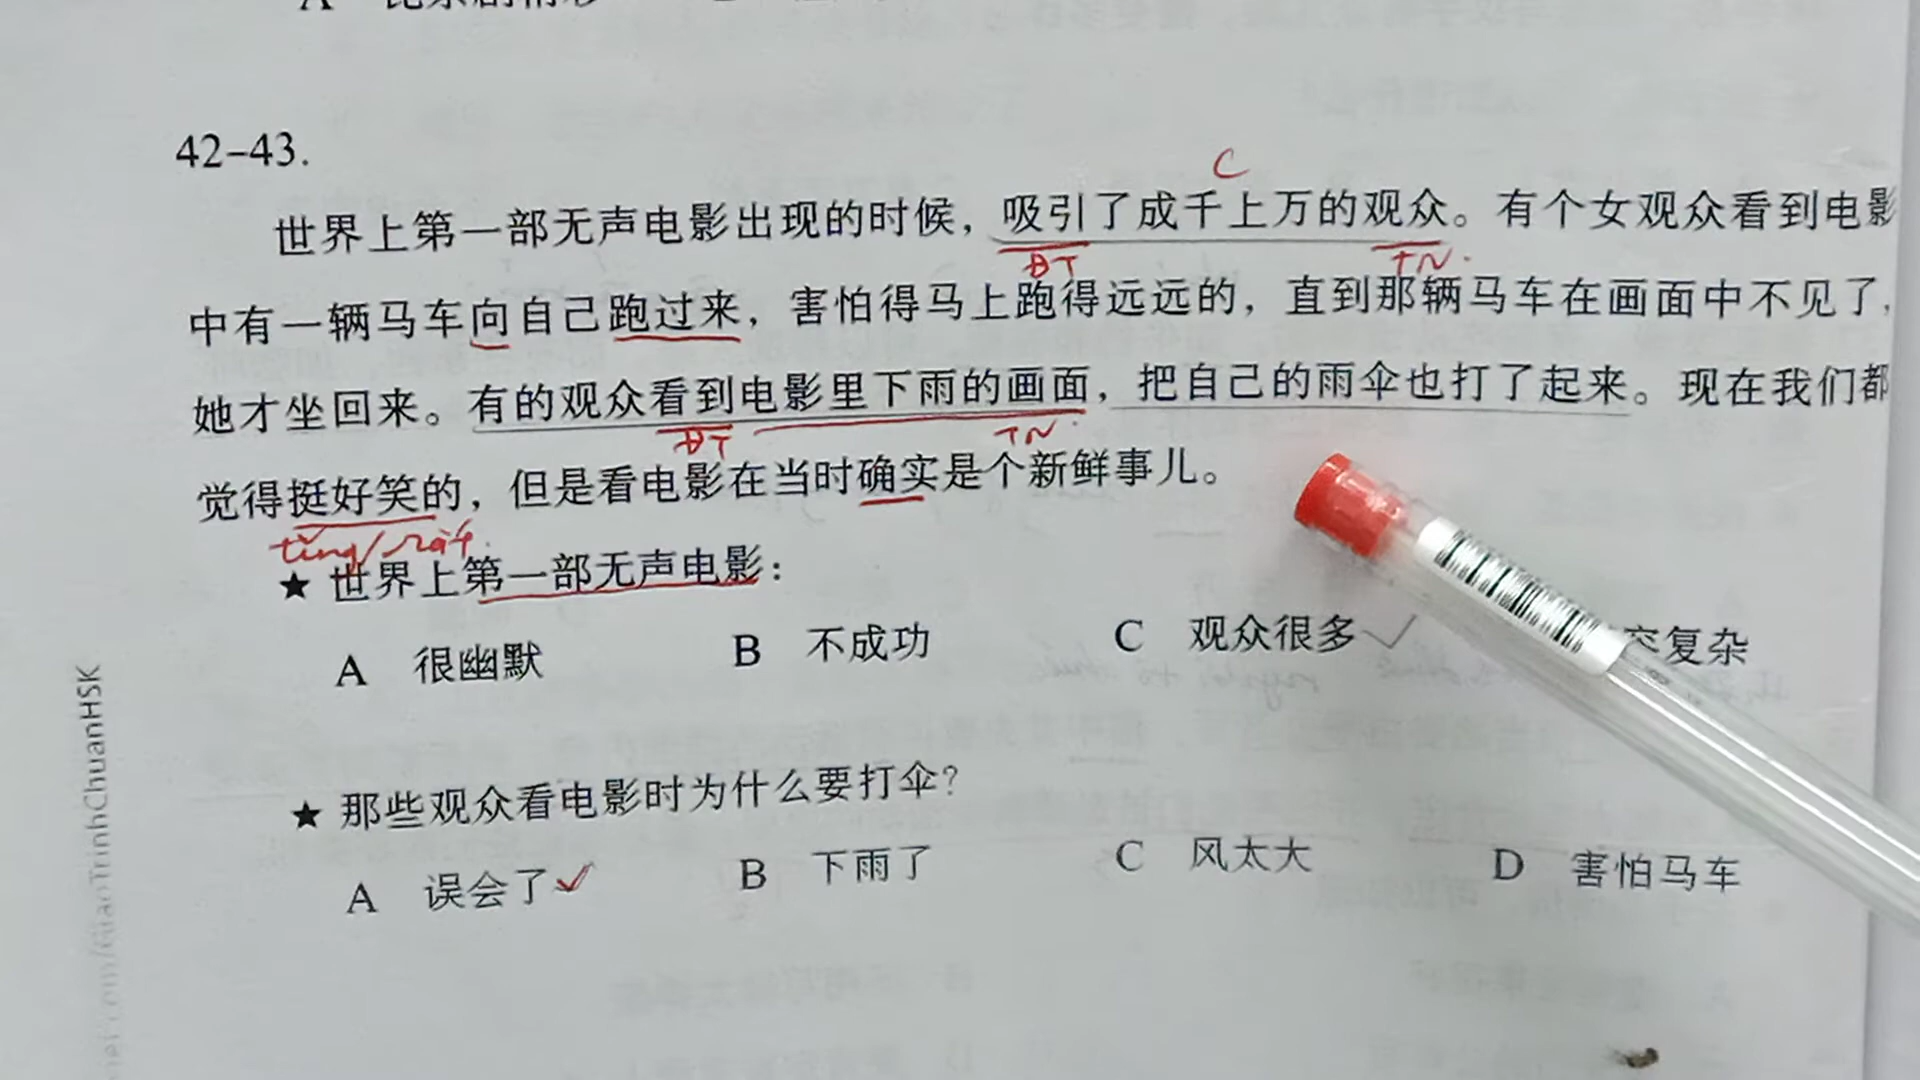 42-43.
C
世界上第一部无声电影出现的时候，吸引了成千上万的观众。有个女观众看到电影
ĐT TN.
中有一辆马车向自己跑过来，害怕得马上跑得远远的，直到那辆马车在画面中不见了，
她才坐回来。有的观众看到电影里下雨的画面，把自己的雨伞也打了起来。现在我们都
ĐT TN.
觉得挺好笑的，但是看电影在当时确实是个新鲜事儿。
tǐng/rất.
★ 世界上第一部无声电影：
A 很幽默 B 不成功 C 观众很多 复杂
★ 那些观众看电影时为什么要打伞？
A 误会了 B 下雨了 C 风太大 D 害怕马车
GiaoTrinhChuanHSK